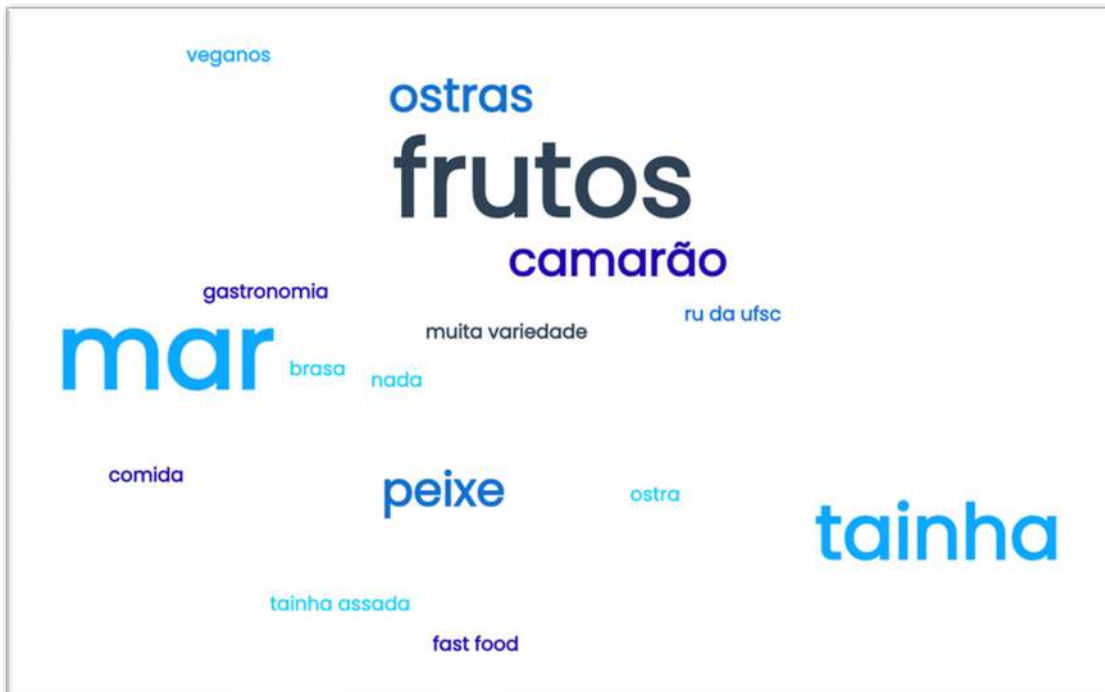 veganos
ostras
frutos
camarão
gastronomia
ru da ufsc
muita variedade
mar
brasa
nada
comida
peixe
ostra
tainha
tainha assada
fast food